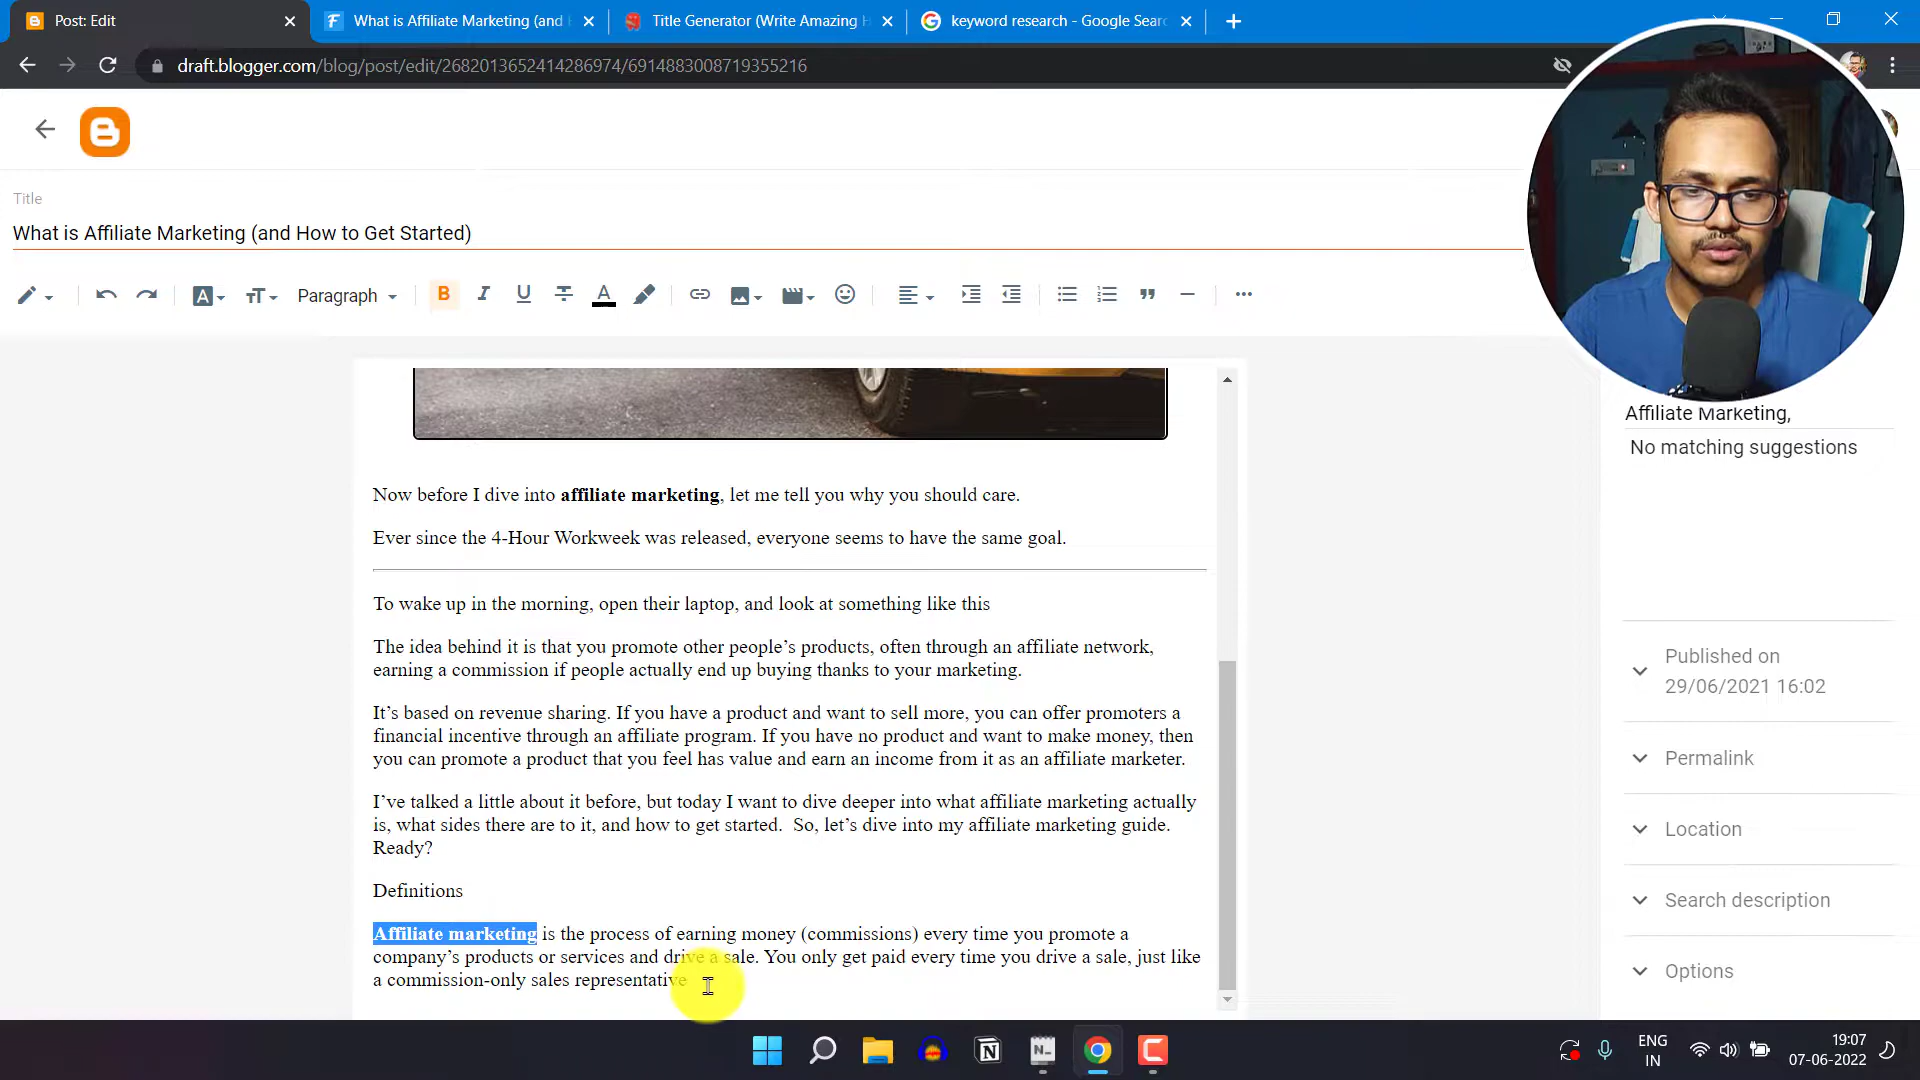 Post: Edit
What is Affiliate Marketing (and
Title Generator (Write Amazing
keyword research - Google Sear
draft.blogger.com/blog/post/edit/2682013652414286974/6914883008719355216
Title
What is Affiliate Marketing (and How to Get Started)
Paragraph
Now before I dive into affiliate marketing, let me tell you why you should care.
Ever since the 4-Hour Workweek was released, everyone seems to have the same goal.
To wake up in the morning, open their laptop, and look at something like this
The idea behind it is that you promote other people’s products, often through an affiliate network,
earning a commission if people actually end up buying thanks to your marketing.
It’s based on revenue sharing. If you have a product and want to sell more, you can offer promoters a
financial incentive through an affiliate program. If you have no product and want to make money, then
you can promote a product that you feel has value and earn an income from it as an affiliate marketer.
I’ve talked a little about it before, but today I want to dive deeper into what affiliate marketing actually
is, what sides there are to it, and how to get started.  So, let’s dive into my affiliate marketing guide.
Ready?
Definitions
Affiliate marketing is the process of earning money (commissions) every time you promote a
company’s products or services and drive a sale. You only get paid every time you drive a sale, just like
a commission-only sales representative
Affiliate Marketing,
No matching suggestions
Published on
29/06/2021 16:02
Permalink
Location
Search description
Options
ENG
IN
19:07
07-06-2022